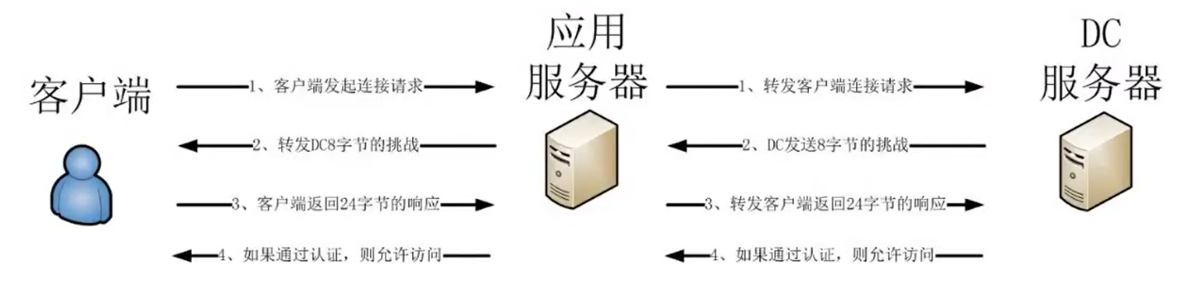 客户端
应用
服务器
DC
服务器
1、客户端发起连接请求
1、转发客户端连接请求
2、转发DC8字节的挑战
2、DC发送8字节的挑战
3、客户端返回24字节的响应
3、转发客户端返回24字节的响应
4、如果通过认证，则允许访问
4、如果通过认证，则允许访问